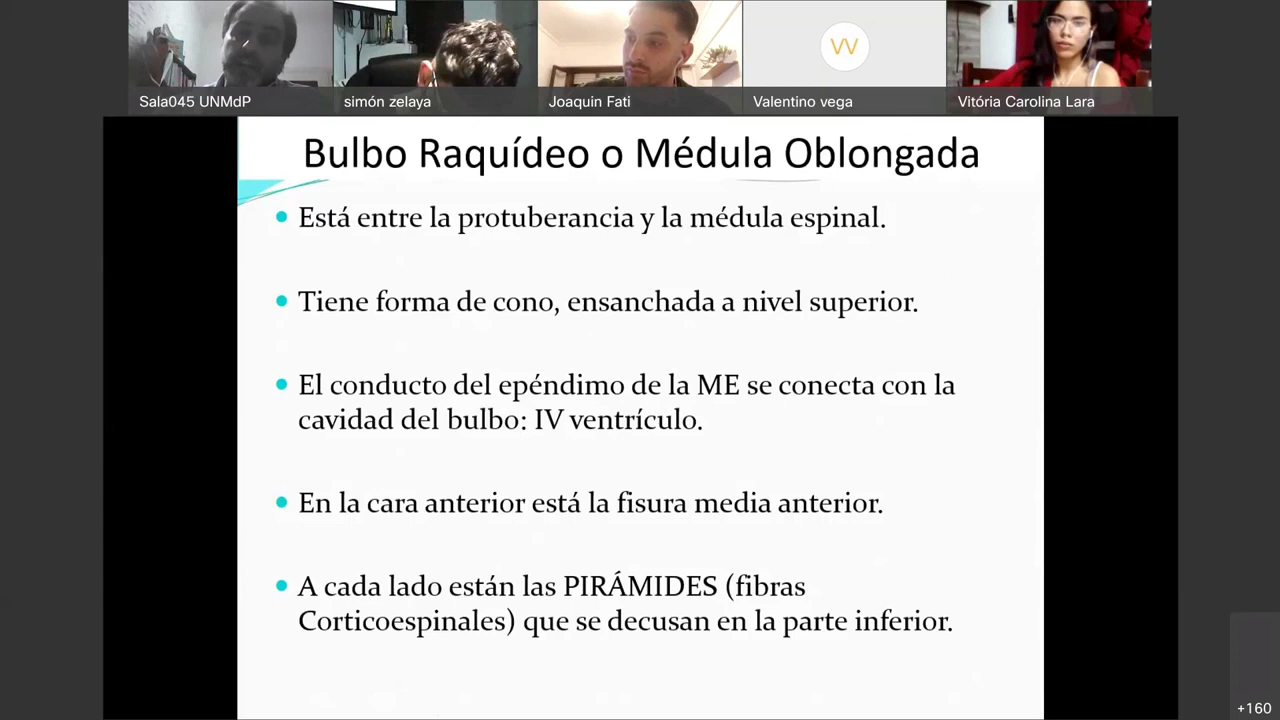 Sala045 UNMdP
simón zelaya
Joaquin Fati
VV
Valentino vega
Vitória Carolina Lara
Bulbo Raquídeo o Médula Oblongada
Está entre la protuberancia y la médula espinal.
Tiene forma de cono, ensanchada a nivel superior.
El conducto del epéndimo de la ME se conecta con la
cavidad del bulbo: IV ventrículo.
En la cara anterior está la fisura media anterior.
A cada lado están las PIRÁMIDES (fibras
Corticoespinales) que se decusan en la parte inferior.
+160